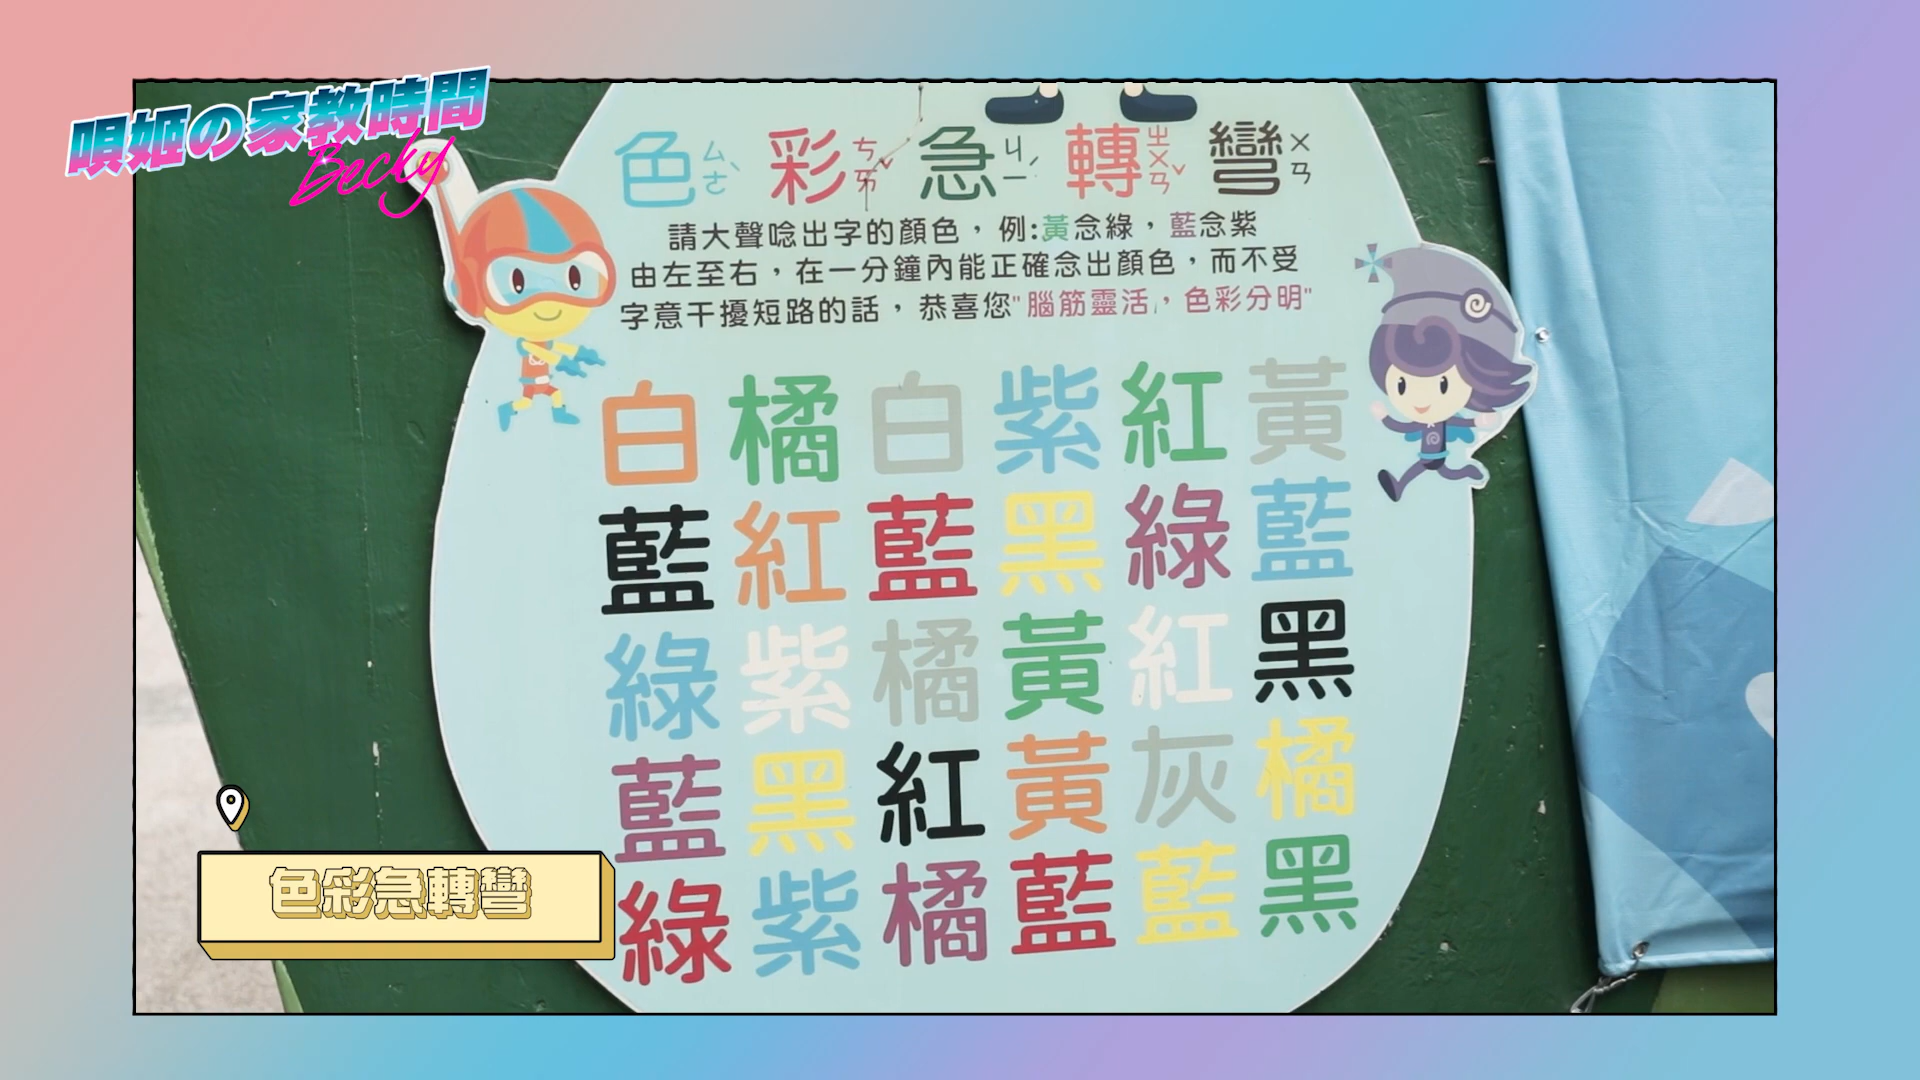 唄姬の家教時間
Becky
色ㄙㄜˋ 彩ㄘㄞˇ 急ㄐㄧˊ 轉ㄓㄨㄢˇ 彎ㄨㄢ
請大聲唸出字的顏色，例:黃念綠，藍念紫
由左至右，在一分鐘內能正確念出顏色，而不受
字意干擾短路的話，恭喜您"腦筋靈活，色彩分明"
白 橘 白 紫 紅 黃
藍 紅 藍 黑 綠 藍
綠 紫 橘 黃 紅 黑
藍 黑 紅 黃 灰 橘
綠 紫 橘 藍 藍 黑
色彩急轉彎